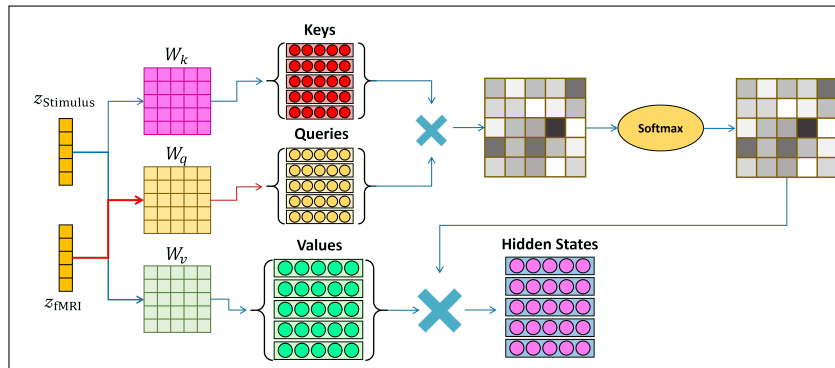 Keys
W_k
z_Stimulus
Queries
W_q
Softmax
Values
W_v
Hidden States
z_fMRI